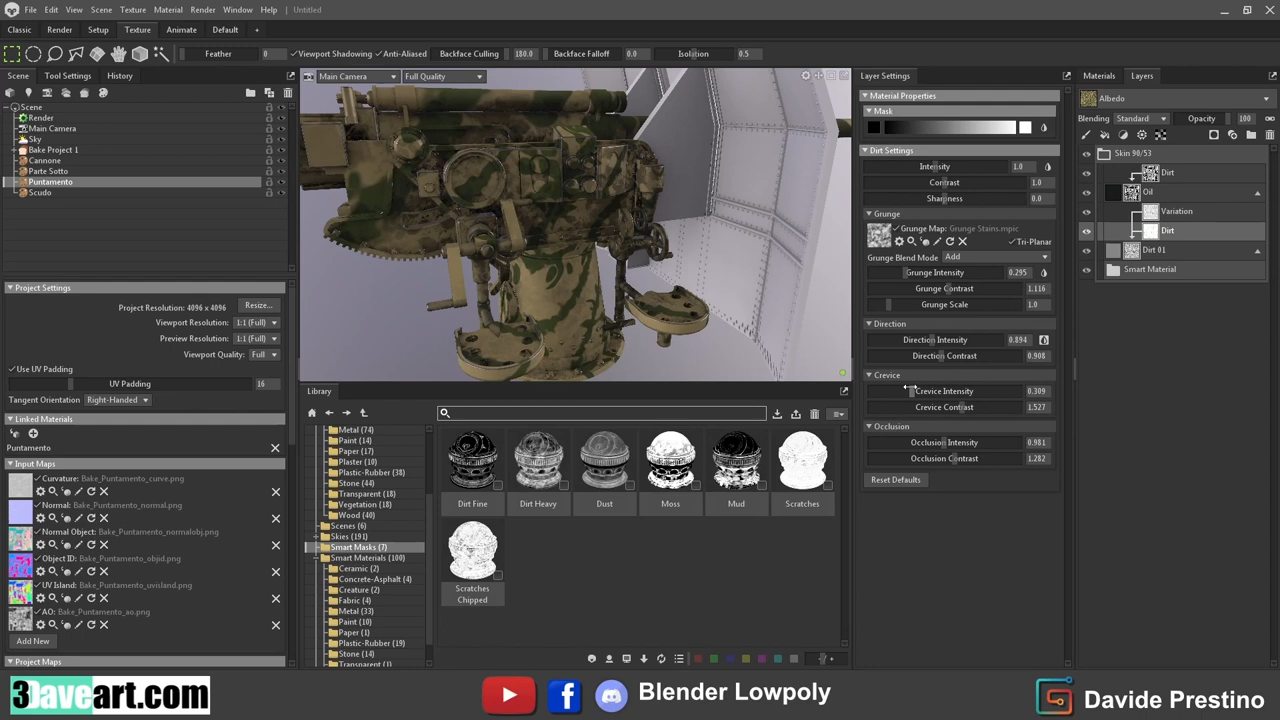 File Edit View Scene Texture Material Render Window Help Untitled
Classic Render Setup Texture Animate Default +
Feather 0 Viewport Shadowing Anti-Aliased Backface Culling 180.0 Backface Falloff 0.0 Isolation 0.5
Scene Tool Settings History
Scene
Render
Main Camera
Sky
Bake Project 1
Cannone
Parte Sotto
Puntamento
Scudo
Project Settings
Project Resolution: 4096 x 4096 Resize...
Viewport Resolution: 1:1 (Full)
Preview Resolution: 1:1 (Full)
Viewport Quality: Full
Use UV Padding
UV Padding 16
Tangent Orientation Right-Handed
Linked Materials
Puntamento
Input Maps
Curvature: Bake_Puntamento_curve.png
Normal: Bake_Puntamento_normal.png
Normal Object: Bake_Puntamento_normalobj.png
Object ID: Bake_Puntamento_objid.png
UV Island: Bake_Puntamento_uvisland.png
AO: Bake_Puntamento_ao.png
Add New
Project Maps
Main Camera Full Quality
Library
Metal (74)
Paint (14)
Paper (17)
Plaster (10)
Plastic-Rubber (38)
Stone (44)
Transparent (18)
Vegetation (18)
Wood (40)
Scenes (6)
Skies (191)
Smart Masks (7)
Smart Materials (100)
Ceramic (2)
Concrete-Asphalt (4)
Creature (2)
Fabric (4)
Metal (33)
Paint (10)
Paper (1)
Plastic-Rubber (19)
Stone (14)
Transparent (1)
Dirt Fine Dirt Heavy Dust Moss Mud Scratches
Scratches
Chipped
Layer Settings
Material Properties
Mask
Dirt Settings
Intensity 1.0
Contrast 1.0
Sharpness 0.0
Grunge
Grunge Map: Grunge Stains.mpic
Tri-Planar
Grunge Blend Mode Add
Grunge Intensity 0.295
Grunge Contrast 1.116
Grunge Scale 1.0
Direction
Direction Intensity 0.894
Direction Contrast 0.908
Crevice
Crevice Intensity 0.309
Crevice Contrast 1.527
Occlusion
Occlusion Intensity 0.981
Occlusion Contrast 1.282
Reset Defaults
Materials Layers
Albedo
Blending Standard Opacity 100
Skin 90/53
Dirt
Oil
Variation
Dirt
Dirt 01
Smart Material
3Daveart.com
Blender Lowpoly
Davide Prestino